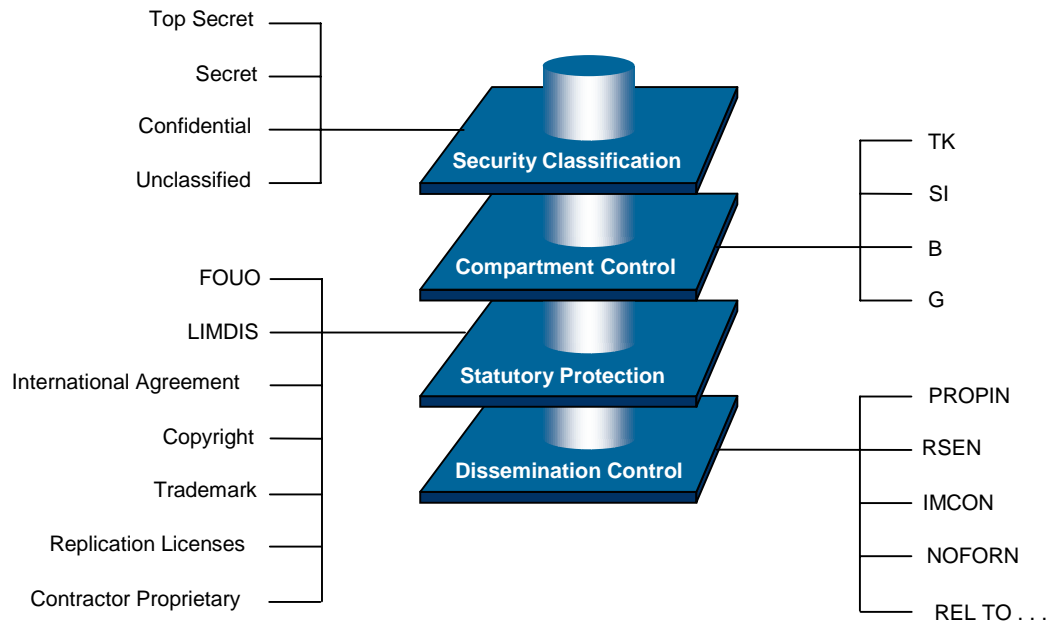 Top Secret
Secret
Confidential
Unclassified
Security Classification
TK
SI
B
G
Compartment Control
FOUO
LIMDIS
International Agreement
Copyright
Trademark
Replication Licenses
Contractor Proprietary
Statutory Protection
Dissemination Control
PROPIN
RSEN
IMCON
NOFORN
REL TO . . .